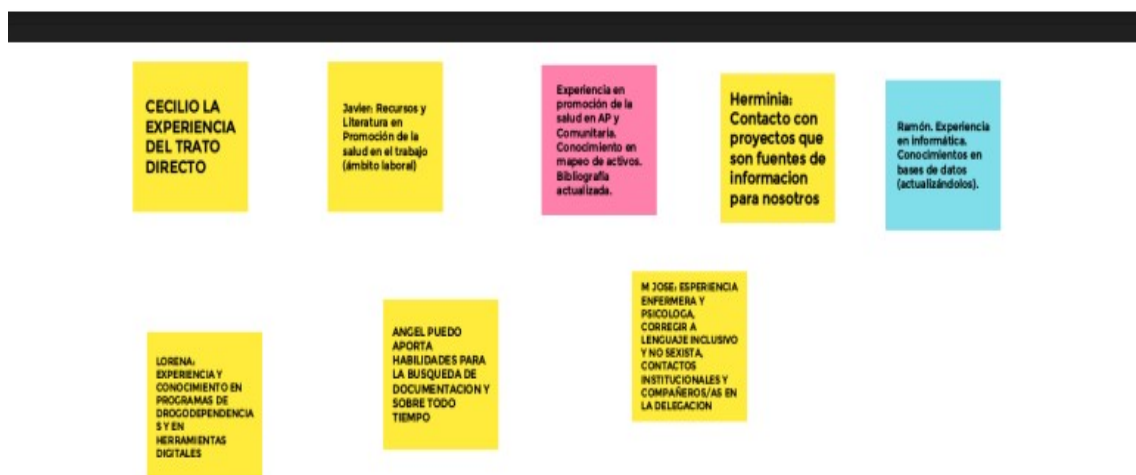 CECILIO LA
EXPERIENCIA
DEL TRATO
DIRECTO
Javier: Recursos y
Literatura en
Promoción de la
salud en el trabajo
(ámbito laboral)
Experiencia en
promoción de la
salud en AP y
Comunitaria.
Conocimiento en
mapeo de activos.
Bibliografía
actualizada.
Herminia:
Contacto con
proyectos que
son fuentes de
informacion
para nosotros
Ramón. Experiencia
en informática.
Conocimientos en
bases de datos
(actualizándolos).
LORENA:
EXPERIENCIA Y
CONOCIMIENTO EN
PROGRAMAS DE
DROGODEPENDENCIA
S Y EN
HERRAMIENTAS
DIGITALES
ANGEL PUEDO
APORTA
HABILIDADES PARA
LA BUSQUEDA DE
DOCUMENTACION Y
SOBRE TODO
TIEMPO
M JOSE: ESPERIENCIA
ENFERMERA Y
PSICOLOGA,
CORREGIR A
LENGUAJE INCLUSIVO
Y NO SEXISTA,
CONTACTOS
INSTITUCIONALES Y
COMPAÑEROS/AS EN
LA DELEGACION